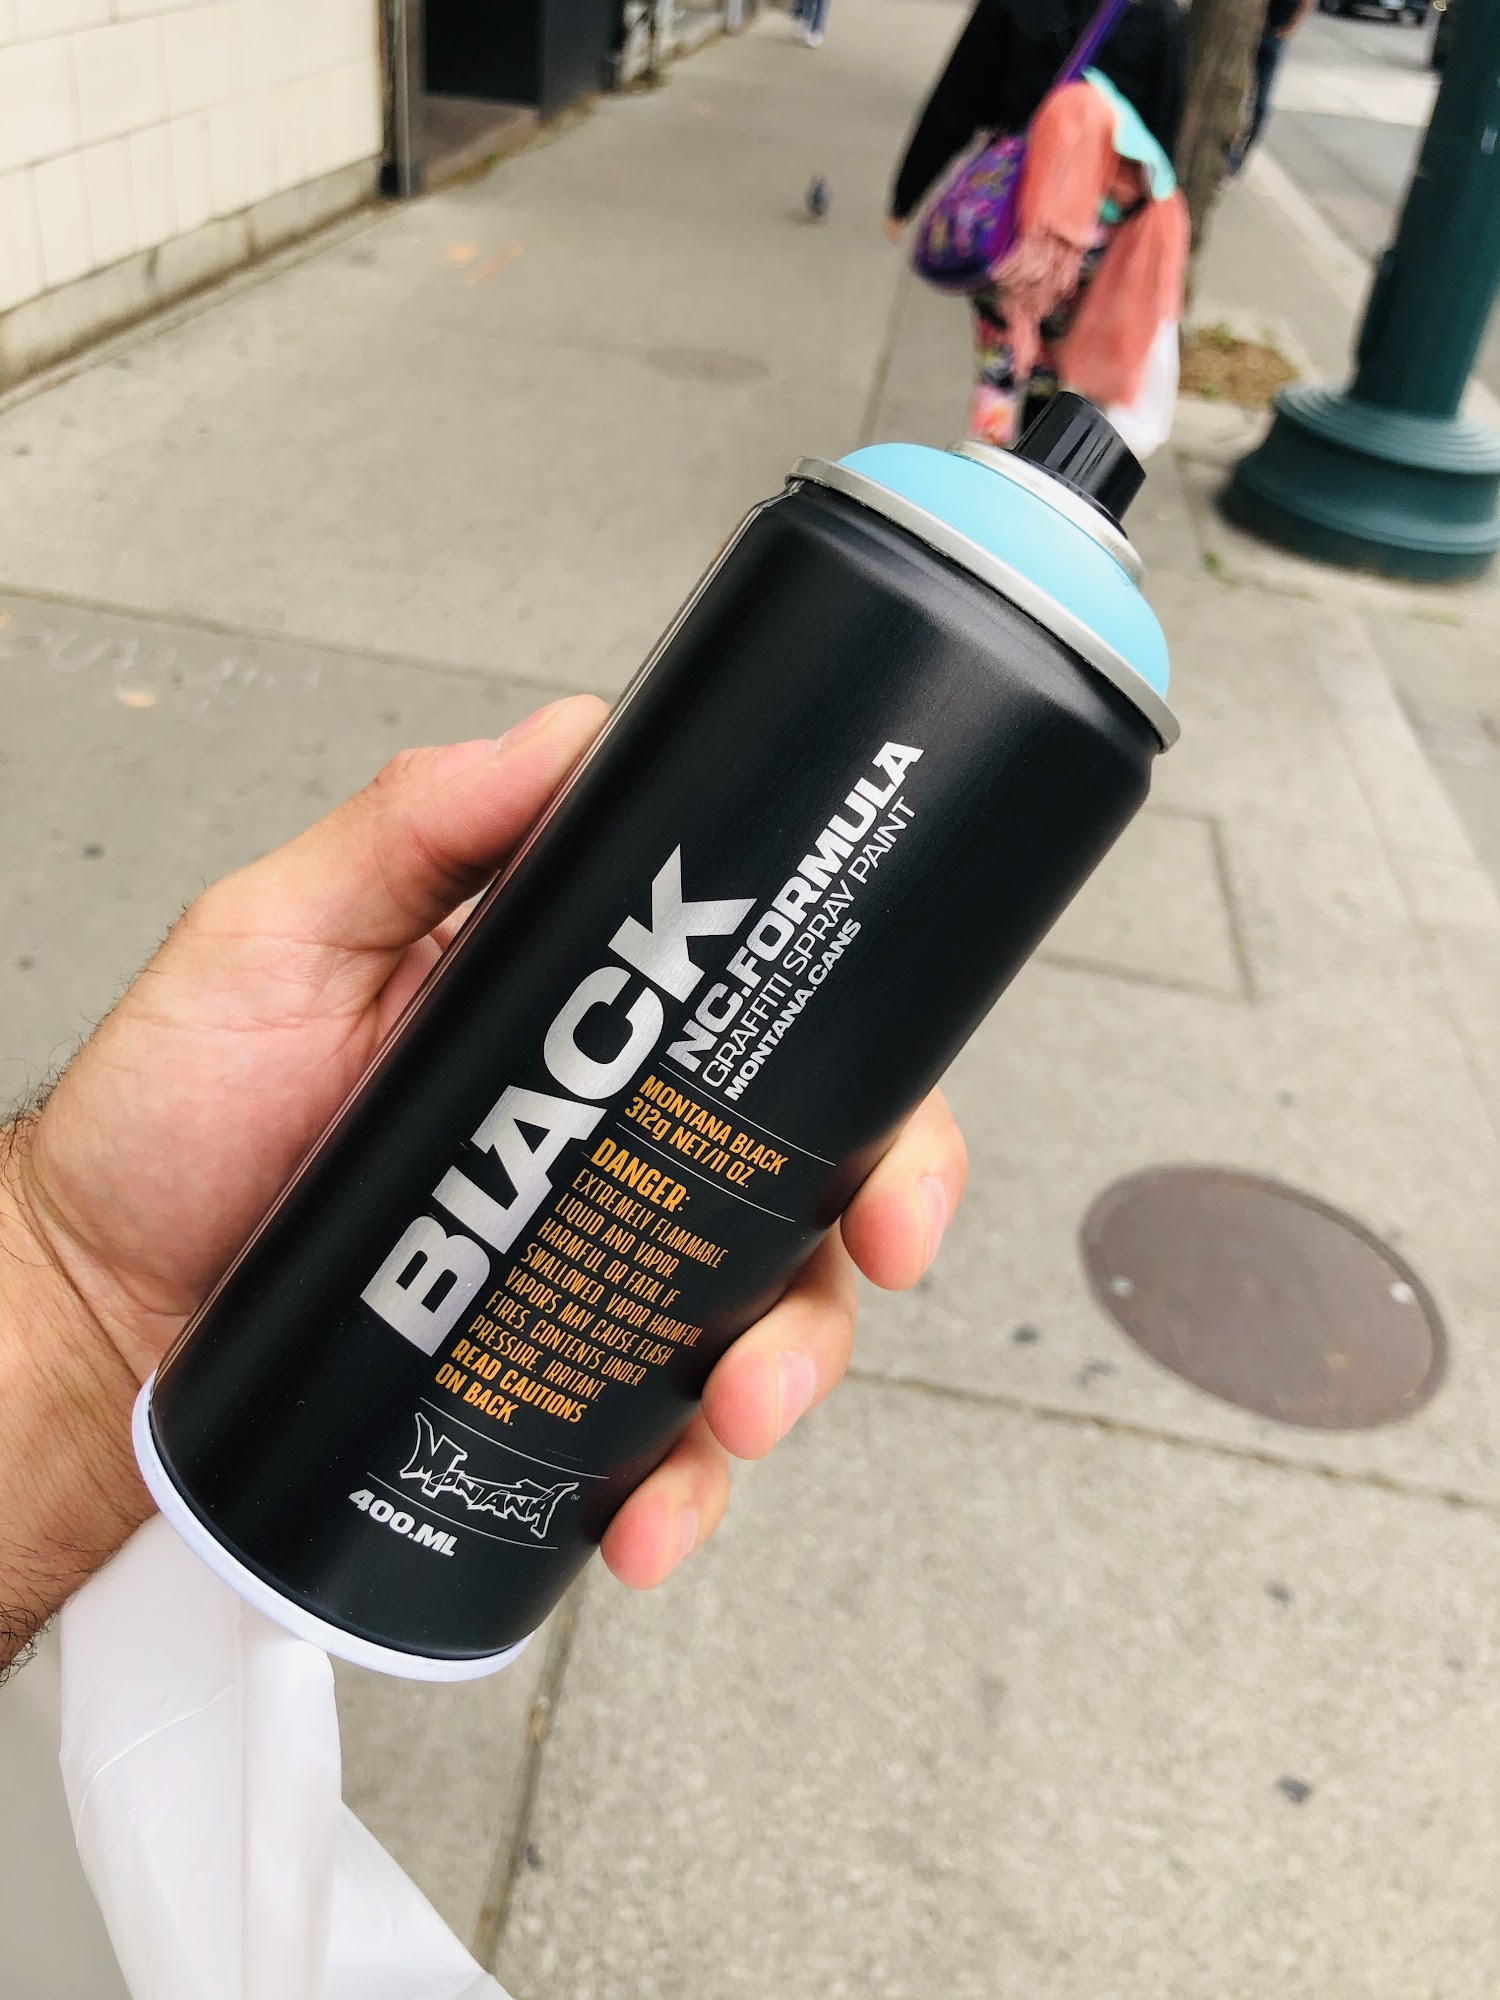 BLACK
NC.FORMULA
GRAFFITI SPRAY PAINT
MONTANA.CANS
MONTANA BLACK
312g NET/11 OZ.
DANGER:
EXTREMELY FLAMMABLE
LIQUID AND VAPOR.
HARMFUL OR FATAL IF
SWALLOWED. VAPOR HARMFUL.
VAPORS MAY CAUSE FLASH
FIRES. CONTENTS UNDER
PRESSURE. IRRITANT.
READ CAUTIONS
ON BACK.
MONTANA™
400.ML